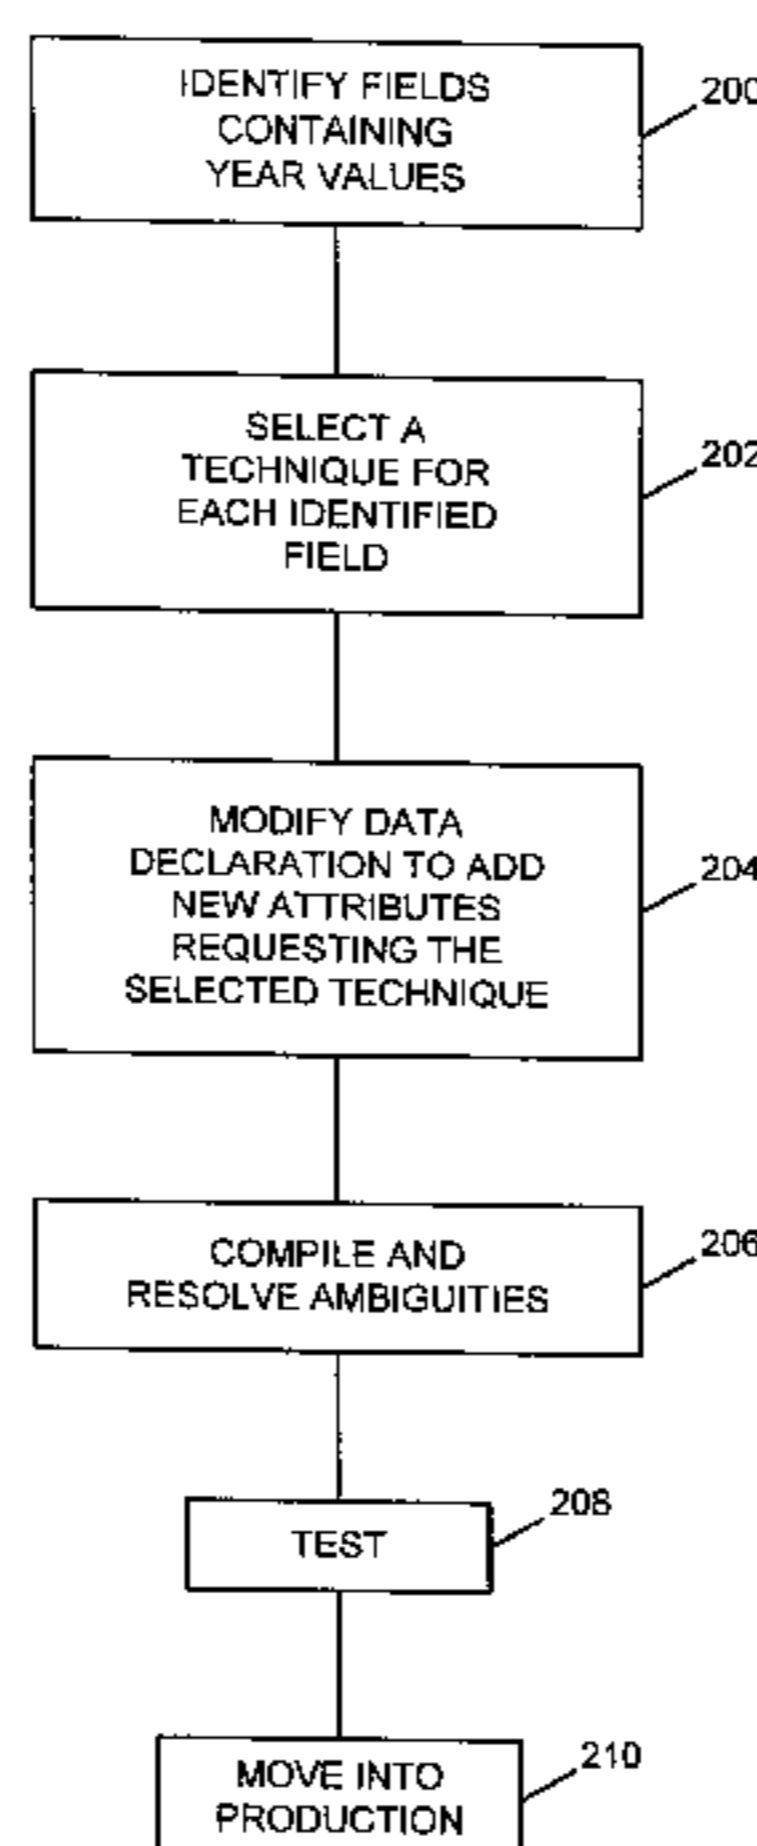 IDENTIFY FIELDS
CONTAINING
YEAR VALUES
200
SELECT A
TECHNIQUE FOR
EACH IDENTIFIED
FIELD
202
MODIFY DATA
DECLARATION TO ADD
NEW ATTRIBUTES
REQUESTING THE
SELECTED TECHNIQUE
204
COMPILE AND
RESOLVE AMBIGUITIES
206
TEST
208
MOVE INTO
PRODUCTION
210